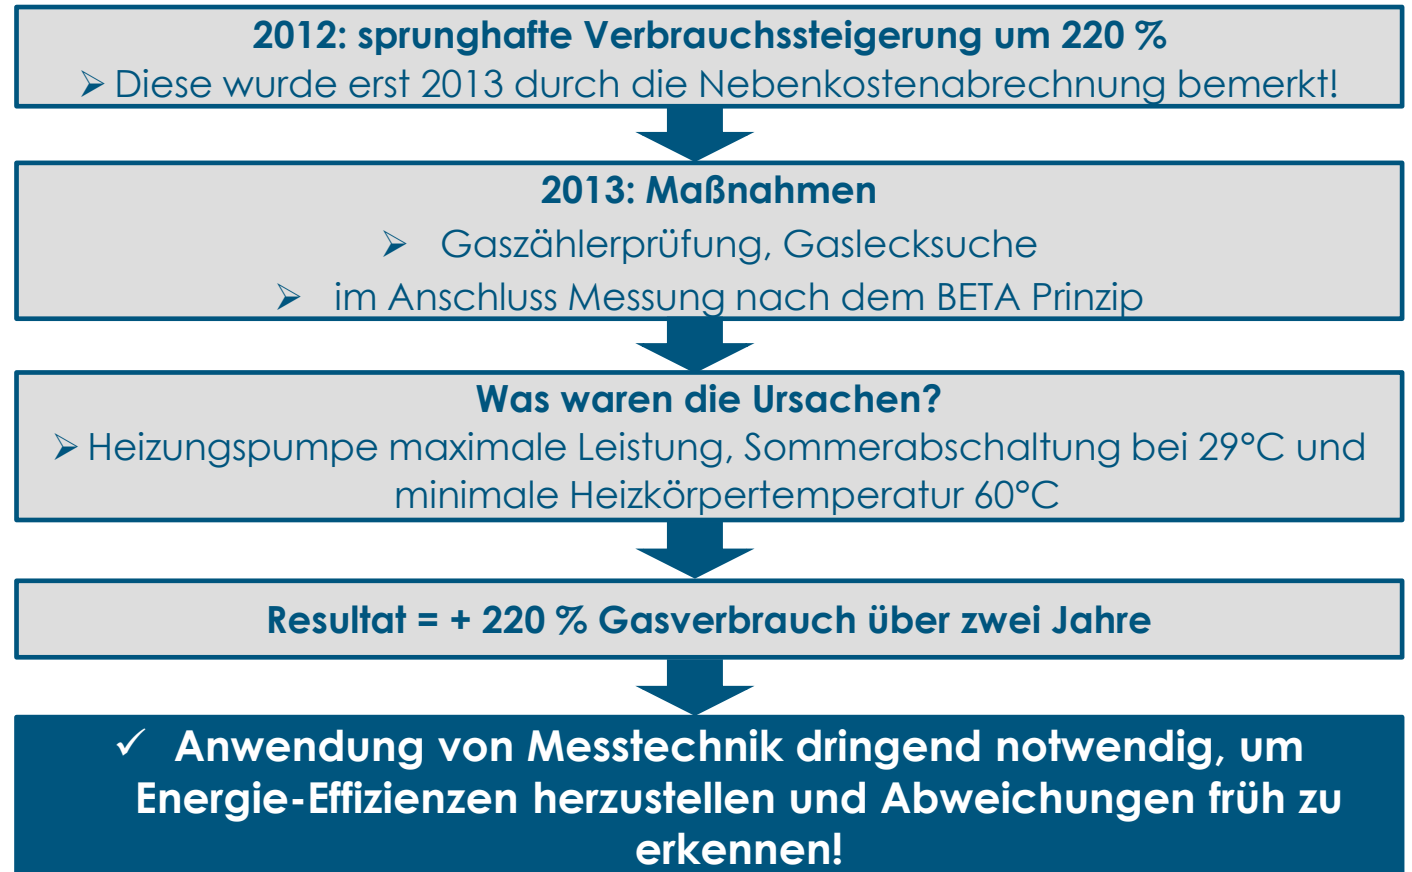 2012: sprunghafte Verbrauchssteigerung um 220 %
➢ Diese wurde erst 2013 durch die Nebenkostenabrechnung bemerkt!
2013: Maßnahmen
➢ Gaszählerprüfung, Gaslecksuche
➢ im Anschluss Messung nach dem BETA Prinzip
Was waren die Ursachen?
➢ Heizungspumpe maximale Leistung, Sommerabschaltung bei 29°C und
minimale Heizkörpertemperatur 60°C
Resultat = + 220 % Gasverbrauch über zwei Jahre
✓ Anwendung von Messtechnik dringend notwendig, um
Energie-Effizienzen herzustellen und Abweichungen früh zu
erkennen!